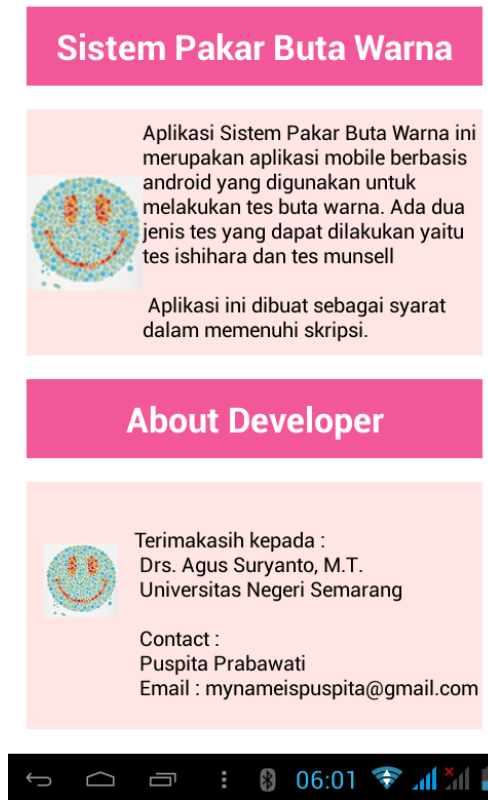 Sistem Pakar Buta Warna
Aplikasi Sistem Pakar Buta Warna ini
merupakan aplikasi mobile berbasis
android yang digunakan untuk
melakukan tes buta warna. Ada dua
jenis tes yang dapat dilakukan yaitu
tes ishihara dan tes munsell
Aplikasi ini dibuat sebagai syarat
dalam memenuhi skripsi.
About Developer
Terimakasih kepada :
Drs. Agus Suryanto, M.T.
Universitas Negeri Semarang
Contact :
Puspita Prabawati
Email : mynameispuspita@gmail.com
06:01